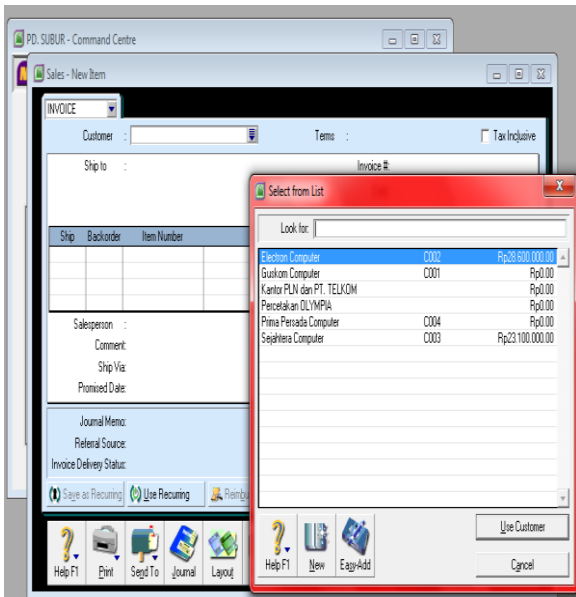 PD. SUBUR - Command Centre
Sales - New Item
INVOICE
Customer :
Terms :
Tax Inclusive
Ship to :
Invoice #:
Ship Backorder Item Number
Salesperson :
Comment:
Ship Via:
Promised Date:
Journal Memo:
Referral Source:
Invoice Delivery Status:
Save as Recurring Use Recurring Reimbu
Help F1 Print Send To Journal Layout
Select from List
Look for:
Electron Computer C002 Rp28.600.000.00
Guskom Computer C001 Rp0.00
Kantor PLN dan PT. TELKOM Rp0.00
Percetakan OLYMPIA Rp0.00
Prima Persada Computer C004 Rp0.00
Sejahtera Computer C003 Rp23.100.000.00
Use Customer
Help F1 New Easy-Add
Cancel